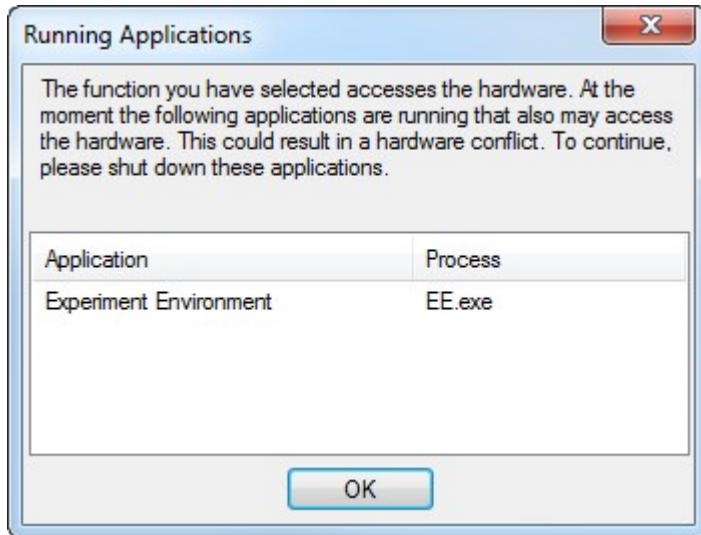 Running Applications
The function you have selected accesses the hardware. At the
moment the following applications are running that also may access
the hardware. This could result in a hardware conflict. To continue,
please shut down these applications.
Application Process
Experiment Environment EE.exe
OK